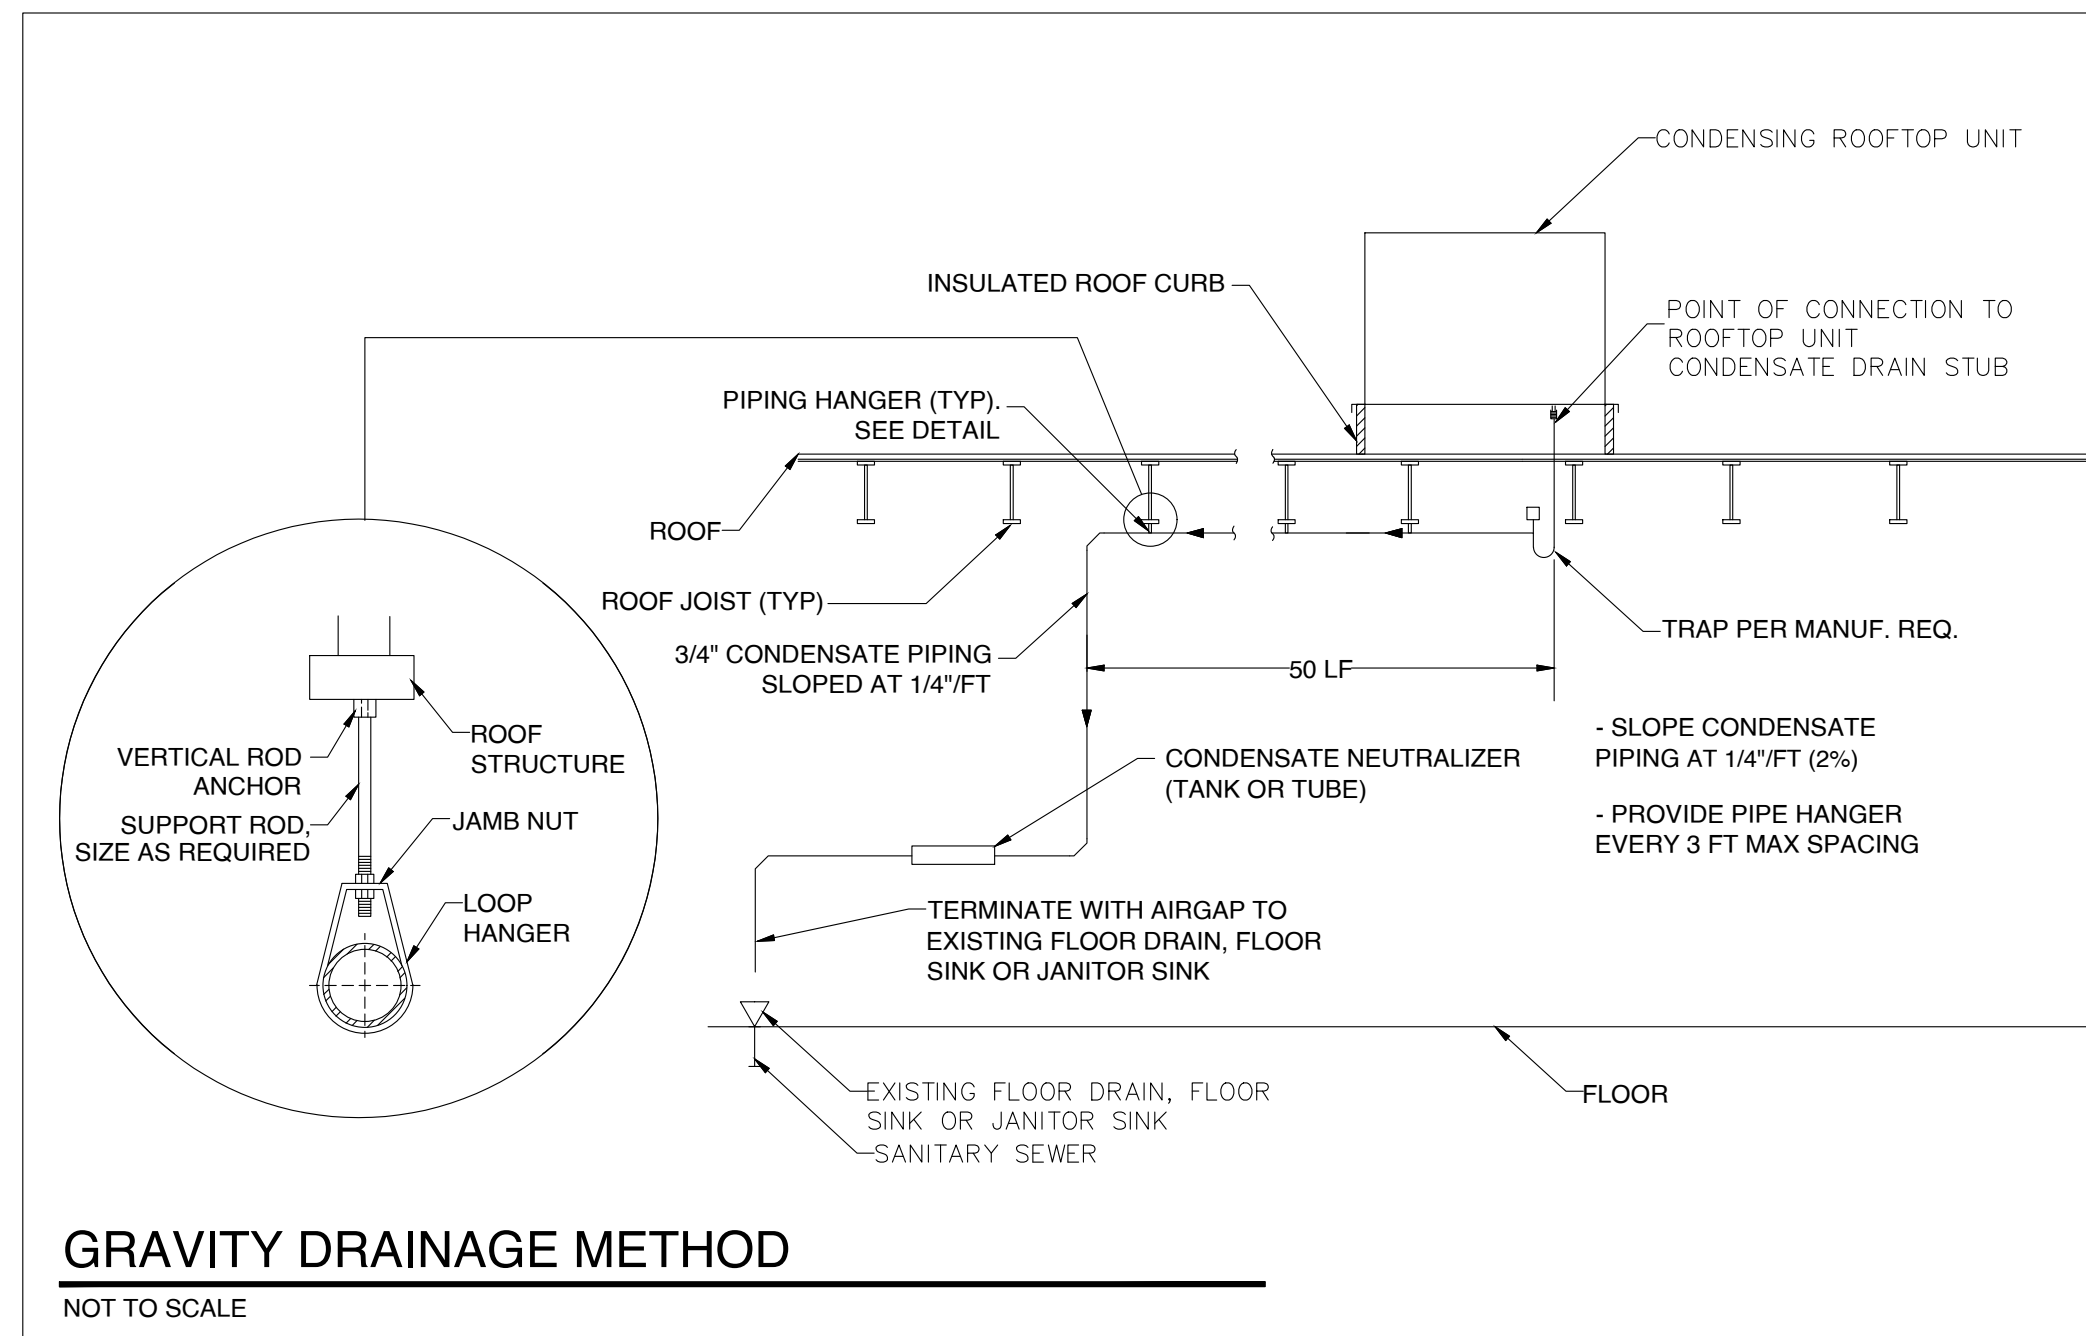 CONDENSING ROOFTOP UNIT
INSULATED ROOF CURB
POINT OF CONNECTION TO
ROOFTOP UNIT
CONDENSATE DRAIN STUB
PIPING HANGER (TYP).
SEE DETAIL
ROOF
ROOF JOIST (TYP)
3/4" CONDENSATE PIPING
SLOPED AT 1/4"/FT
50 LF
TRAP PER MANUF. REQ.
- SLOPE CONDENSATE
PIPING AT 1/4"/FT (2%)
- PROVIDE PIPE HANGER
EVERY 3 FT MAX SPACING
CONDENSATE NEUTRALIZER
(TANK OR TUBE)
TERMINATE WITH AIRGAP TO
EXISTING FLOOR DRAIN, FLOOR
SINK OR JANITOR SINK
EXISTING FLOOR DRAIN, FLOOR
SINK OR JANITOR SINK
SANITARY SEWER
FLOOR
ROOF
STRUCTURE
VERTICAL ROD
ANCHOR
SUPPORT ROD,
SIZE AS REQUIRED
JAMB NUT
LOOP
HANGER
GRAVITY DRAINAGE METHOD
NOT TO SCALE